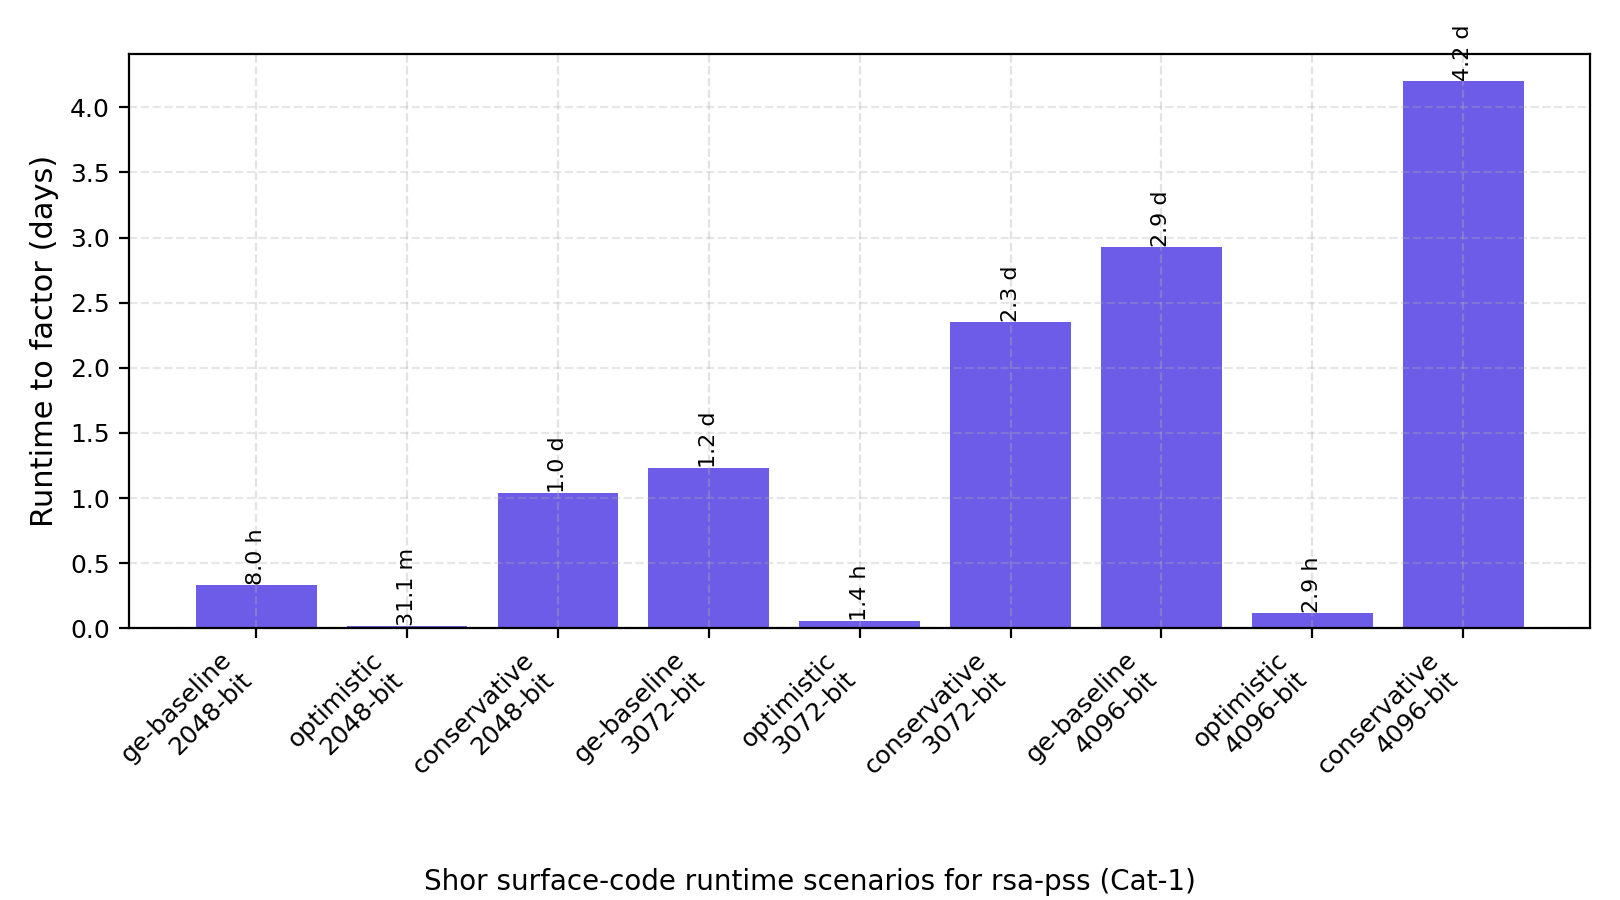 4.2 d
2.9 d
2.3 d
1.2 d
1.0 d
8.0 h
31.1 m
1.4 h
2.9 h
Runtime to factor (days)
4.0
3.5
3.0
2.5
2.0
1.5
1.0
0.5
0.0
ge-baseline
2048-bit
optimistic
2048-bit
conservative
2048-bit
ge-baseline
3072-bit
optimistic
3072-bit
conservative
3072-bit
ge-baseline
4096-bit
optimistic
4096-bit
conservative
4096-bit
Shor surface-code runtime scenarios for rsa-pss (Cat-1)